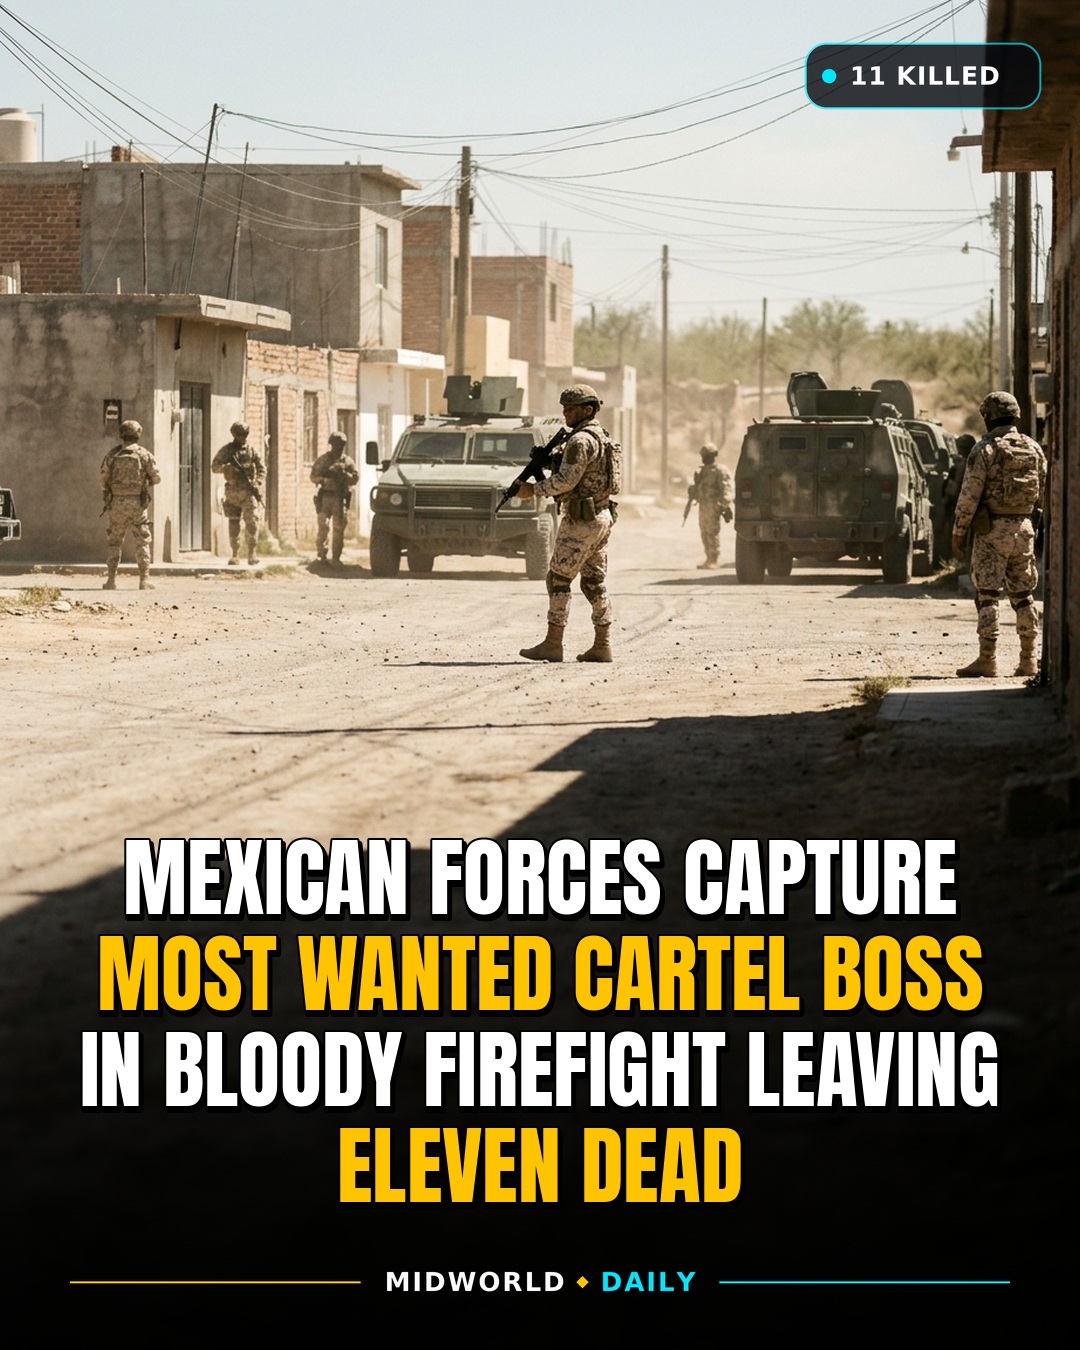 11 KILLED
MEXICAN FORCES CAPTURE
MOST WANTED CARTEL BOSS
IN BLOODY FIREFIGHT LEAVING
ELEVEN DEAD
MIDWORLD DAILY